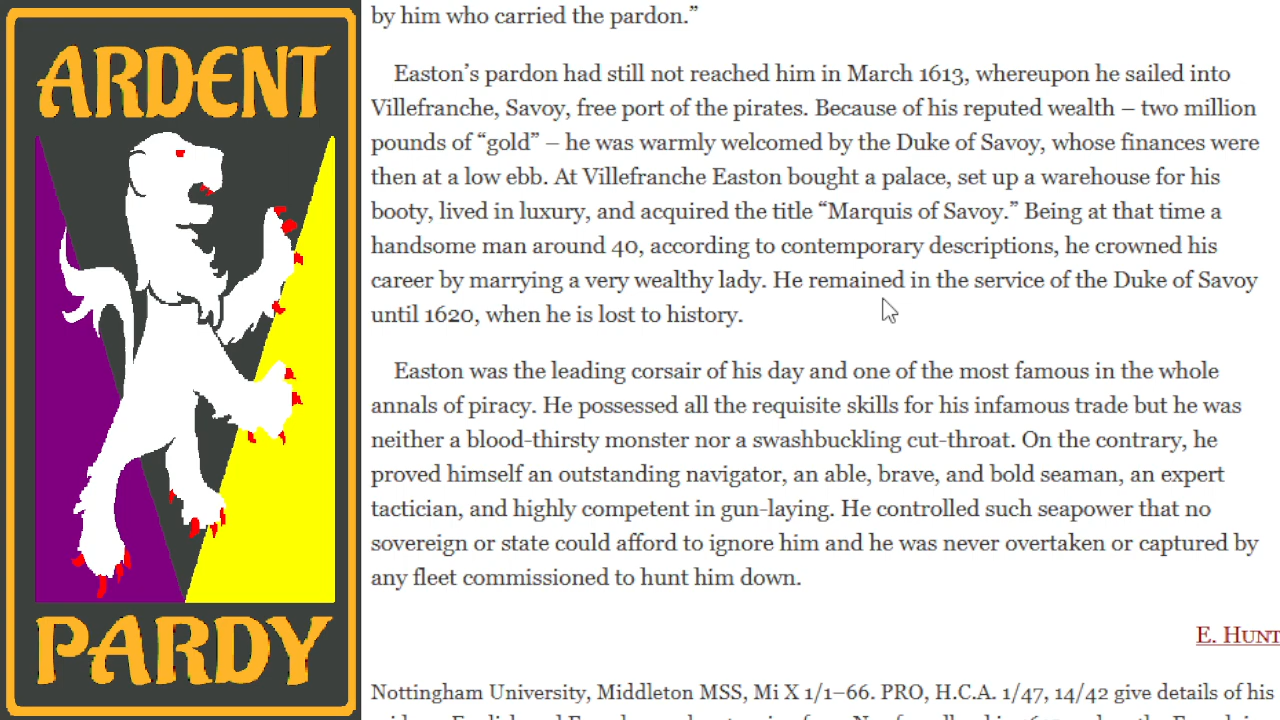 ARDENT
PARDY
by him who carried the pardon.”
Easton’s pardon had still not reached him in March 1613, whereupon he sailed into
Villefranche, Savoy, free port of the pirates. Because of his reputed wealth – two million
pounds of “gold” – he was warmly welcomed by the Duke of Savoy, whose finances were
then at a low ebb. At Villefranche Easton bought a palace, set up a warehouse for his
booty, lived in luxury, and acquired the title “Marquis of Savoy.” Being at that time a
handsome man around 40, according to contemporary descriptions, he crowned his
career by marrying a very wealthy lady. He remained in the service of the Duke of Savoy
until 1620, when he is lost to history.
Easton was the leading corsair of his day and one of the most famous in the whole
annals of piracy. He possessed all the requisite skills for his infamous trade but he was
neither a blood-thirsty monster nor a swashbuckling cut-throat. On the contrary, he
proved himself an outstanding navigator, an able, brave, and bold seaman, an expert
tactician, and highly competent in gun-laying. He controlled such seapower that no
sovereign or state could afford to ignore him and he was never overtaken or captured by
any fleet commissioned to hunt him down.
E. HUNT
Nottingham University, Middleton MSS, Mi X 1/1–66. PRO, H.C.A. 1/47, 14/42 give details of his